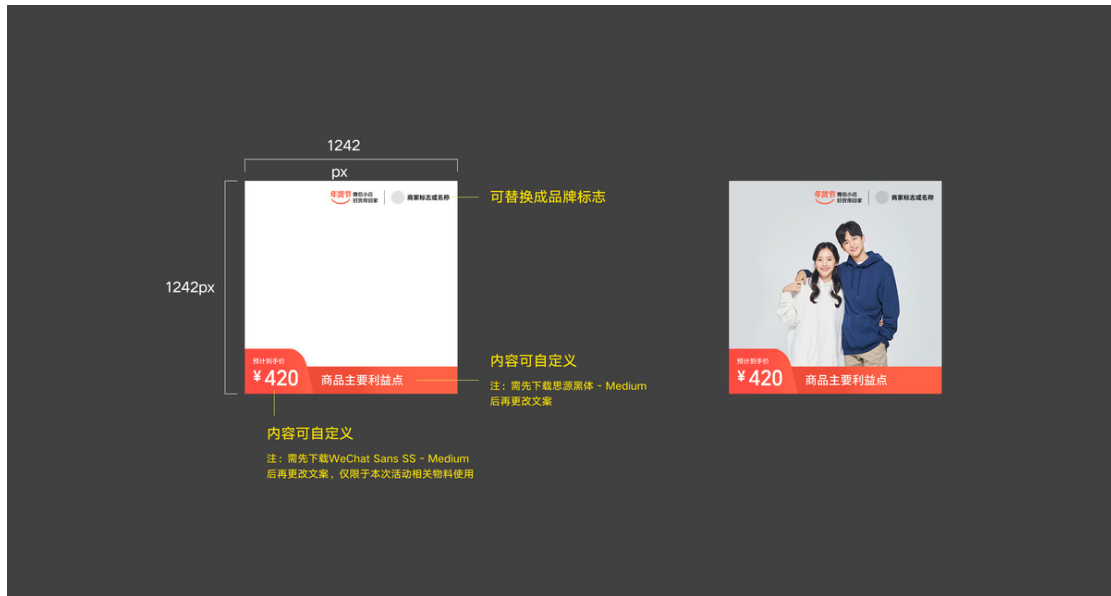 1242
px
1242px
年货节
微信小店
好货带回家
商家标志或名称
可替换成品牌标志
预计到手价
¥420
商品主要利益点
内容可自定义
注：需先下载思源黑体 - Medium
后再更改文案
内容可自定义
注：需先下载WeChat Sans SS - Medium
后再更改文案，仅限于本次活动相关物料使用
年货节
微信小店
好货带回家
商家标志或名称
预计到手价
¥420
商品主要利益点